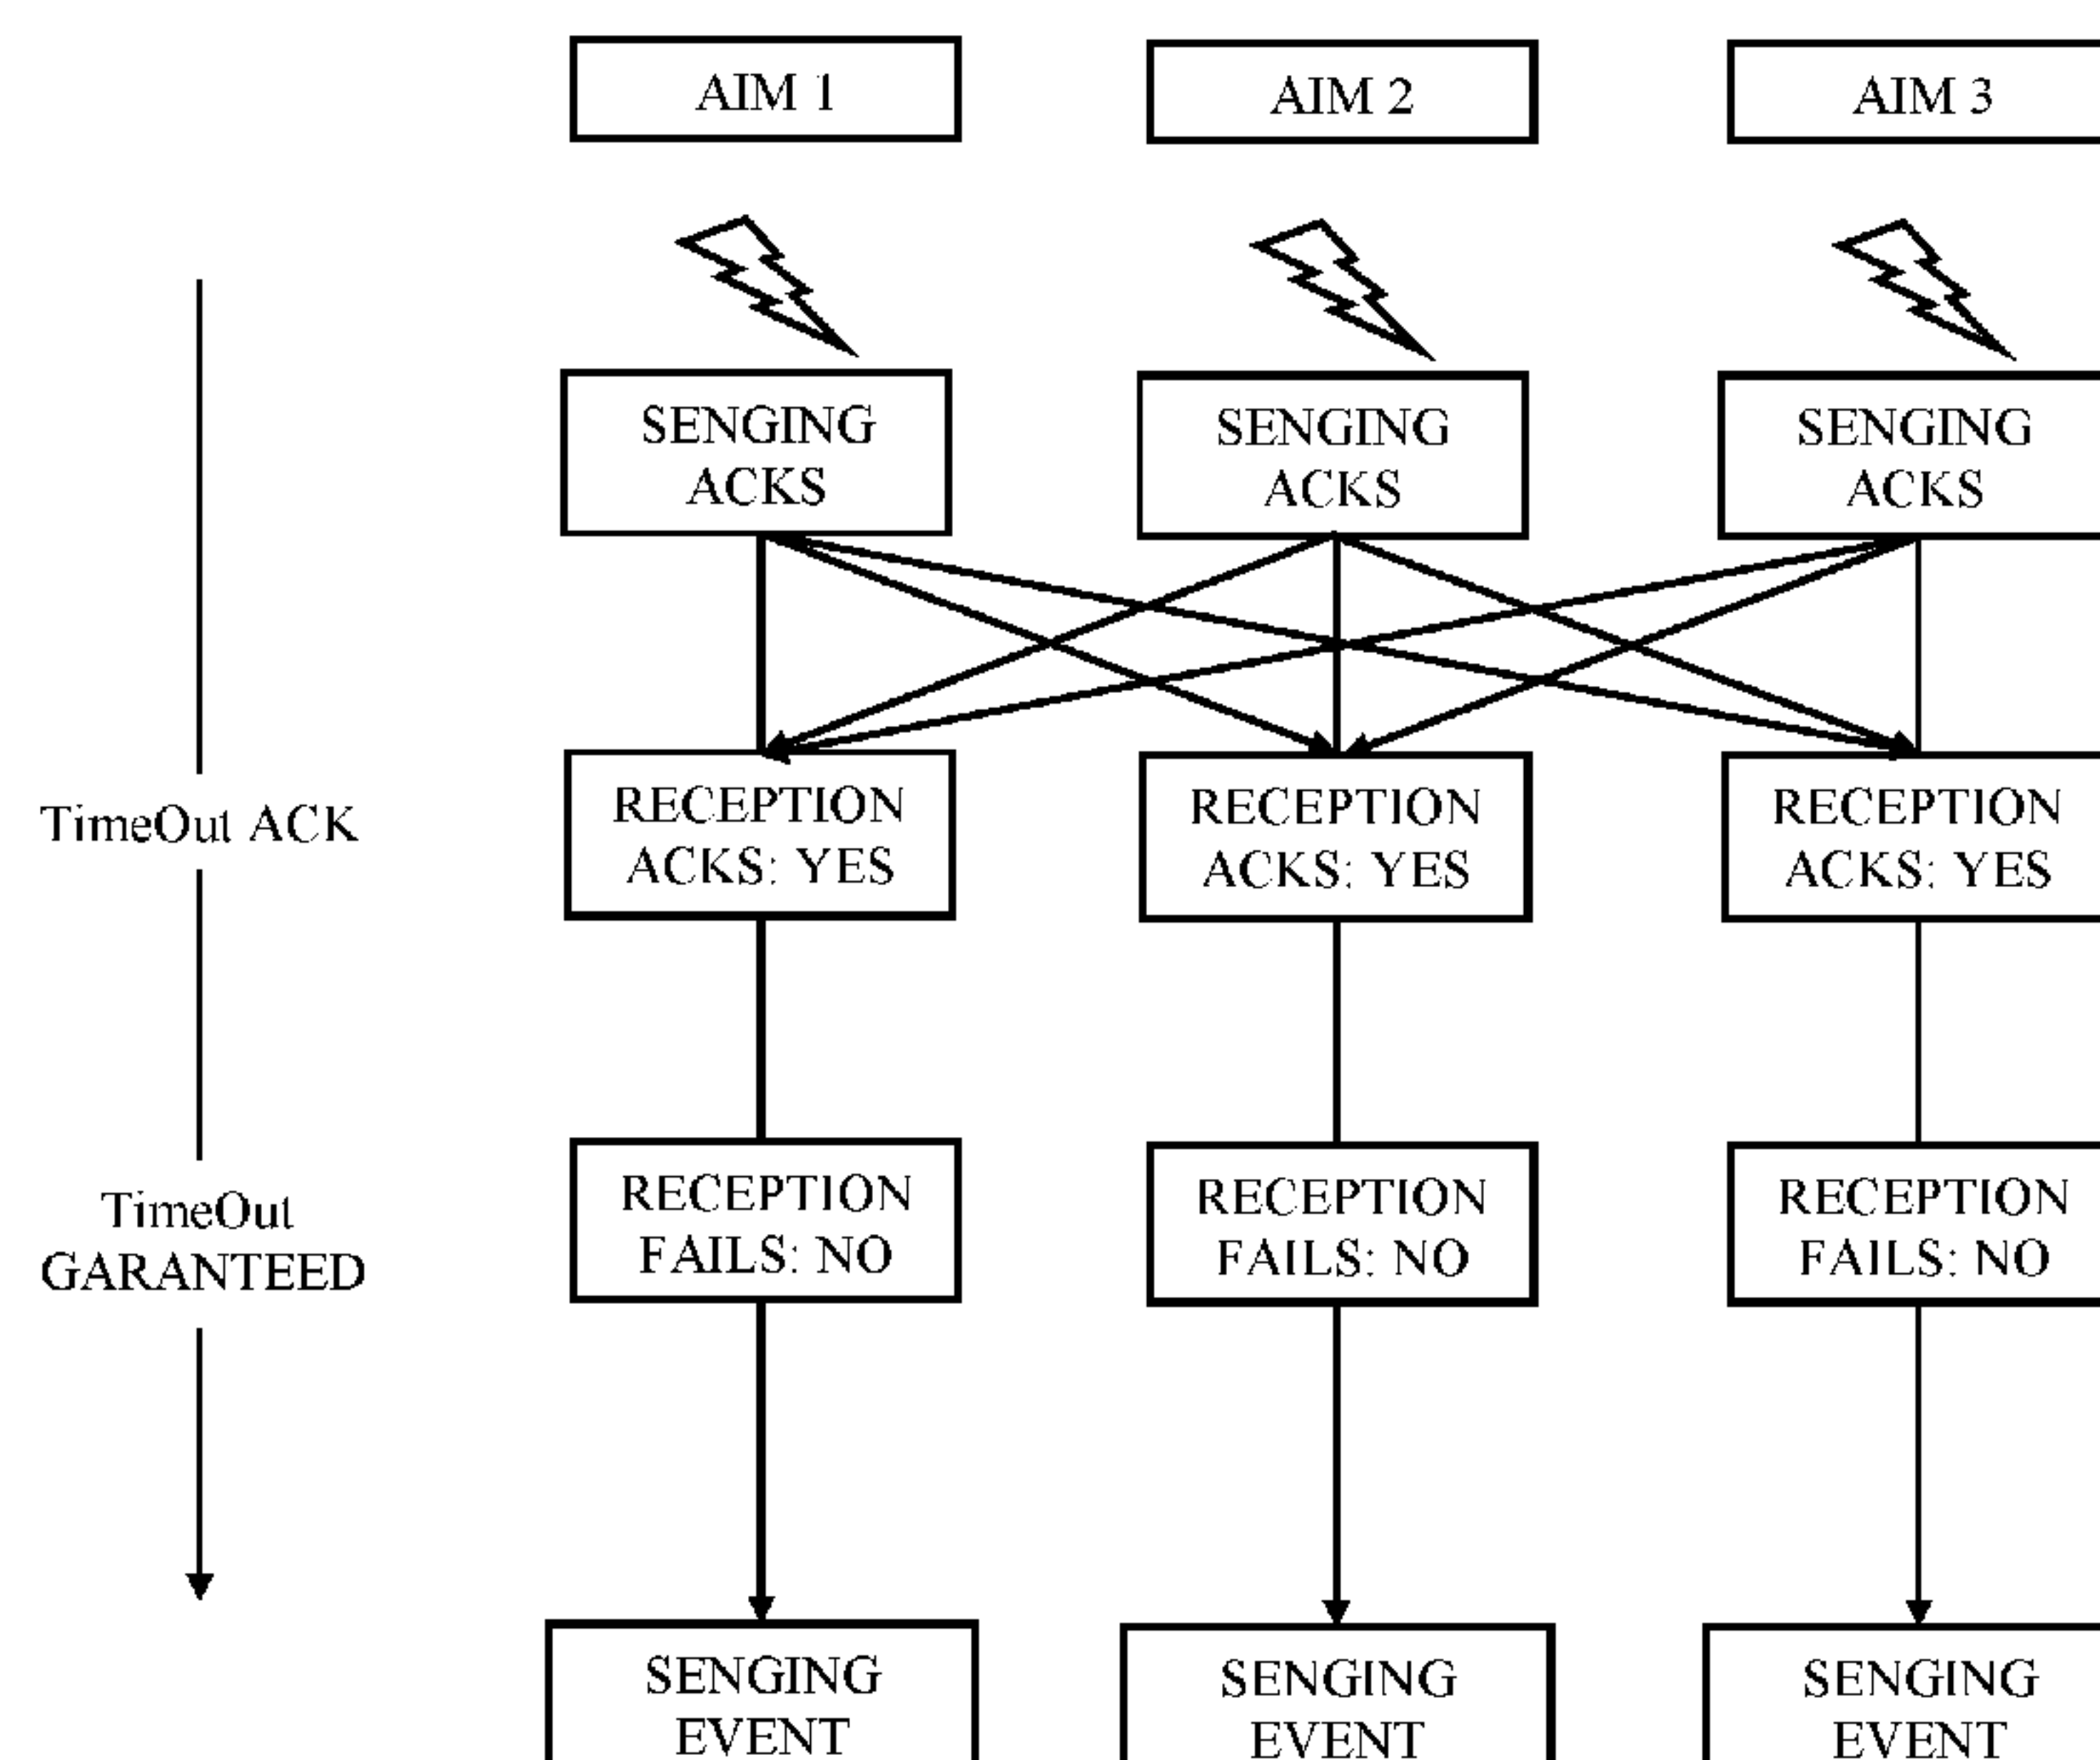 AIM 1
AIM 2
AIM 3
SENGING
ACKS
SENGING
ACKS
SENGING
ACKS
TimeOut ACK
RECEPTION
ACKS: YES
RECEPTION
ACKS: YES
RECEPTION
ACKS: YES
TimeOut
GARANTEED
RECEPTION
FAILS: NO
RECEPTION
FAILS: NO
RECEPTION
FAILS: NO
SENGING
EVENT
SENGING
EVENT
SENGING
EVENT